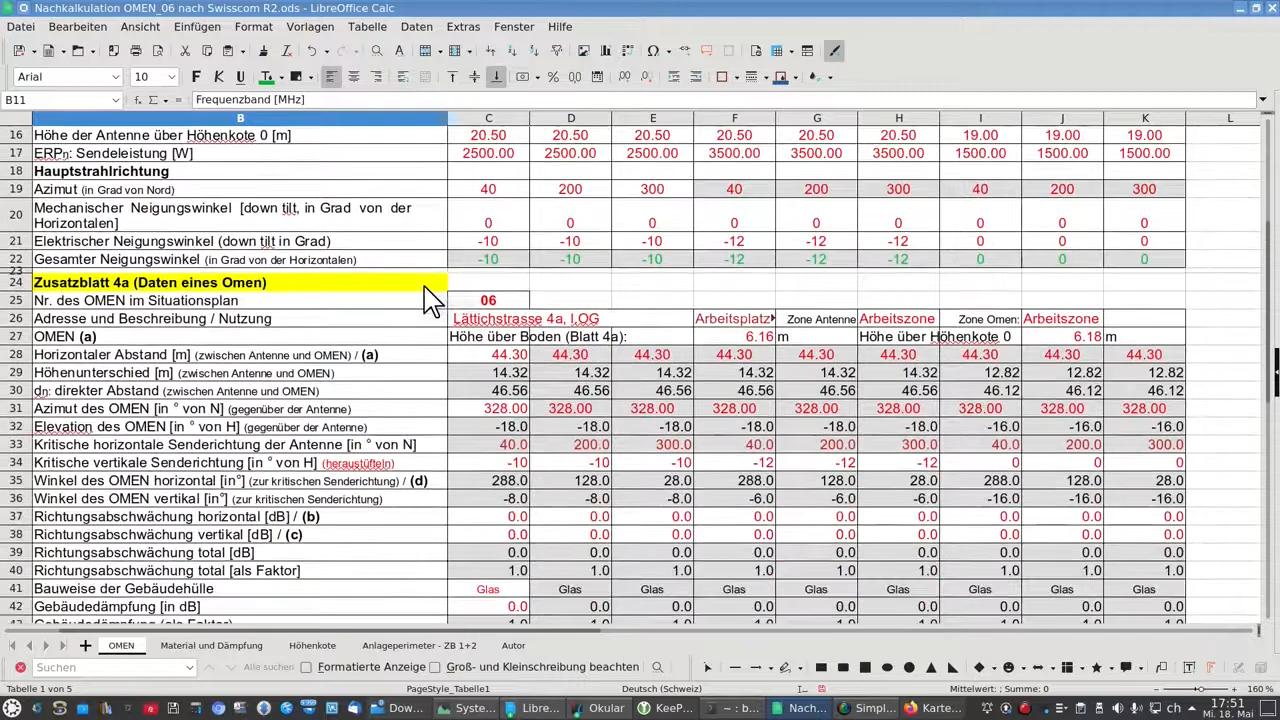 Nachkalkulation OMEN_06 nach Swisscom R2.ods - LibreOffice Calc
Datei Bearbeiten Ansicht Einfügen Format Vorlagen Tabelle Daten Extras Fenster Hilfe
Arial 10 F K U
B11 Frequenzband [MHz]
B C D E F G H I J K L
16 Höhe der Antenne über Höhenkote 0 [m] 20.50 20.50 20.50 20.50 20.50 20.50 19.00 19.00 19.00
17 ERPn: Sendeleistung [W] 2500.00 2500.00 2500.00 3500.00 3500.00 3500.00 1500.00 1500.00 1500.00
18 Hauptstrahlrichtung
19 Azimut (in Grad von Nord) 40 200 300 40 200 300 40 200 300
20 Mechanischer Neigungswinkel [down tilt, in Grad von der
Horizontalen] 0 0 0 0 0 0 0 0 0
21 Elektrischer Neigungswinkel (down tilt in Grad) -10 -10 -10 -12 -12 -12 0 0 0
22 Gesamter Neigungswinkel (in Grad von der Horizontalen) -10 -10 -10 -12 -12 -12 0 0 0
23
24 Zusatzblatt 4a (Daten eines Omen)
25 Nr. des OMEN im Situationsplan 06
26 Adresse und Beschreibung / Nutzung Lättichstrasse 4a, I.OG Arbeitsplatz Zone Antenne Arbeitszone Zone Omen: Arbeitszone
27 OMEN (a) Höhe über Boden (Blatt 4a): 6.16 m Höhe über Höhenkote 0 6.18 m
28 Horizontaler Abstand [m] (zwischen Antenne und OMEN) / (a) 44.30 44.30 44.30 44.30 44.30 44.30 44.30 44.30 44.30
29 Höhenunterschied [m] (zwischen Antenne und OMEN) 14.32 14.32 14.32 14.32 14.32 14.32 12.82 12.82 12.82
30 dn: direkter Abstand (zwischen Antenne und OMEN) 46.56 46.56 46.56 46.56 46.56 46.56 46.12 46.12 46.12
31 Azimut des OMEN [in ° von N] (gegenüber der Antenne) 328.00 328.00 328.00 328.00 328.00 328.00 328.00 328.00 328.00
32 Elevation des OMEN [in ° von H] (gegenüber der Antenne) -18.0 -18.0 -18.0 -18.0 -18.0 -18.0 -16.0 -16.0 -16.0
33 Kritische horizontale Senderichtung der Antenne [in ° von N] 40.0 200.0 300.0 40.0 200.0 300.0 40.0 200.0 300.0
34 Kritische vertikale Senderichtung [in ° von H] (heraustüfteln) -10 -10 -10 -12 -12 -12 0 0 0
35 Winkel des OMEN horizontal [in°] (zur kritischen Senderichtung) / (d) 288.0 128.0 28.0 288.0 128.0 28.0 288.0 128.0 28.0
36 Winkel des OMEN vertikal [in°] (zur kritischen Senderichtung) -8.0 -8.0 -8.0 -6.0 -6.0 -6.0 -16.0 -16.0 -16.0
37 Richtungsabschwächung horizontal [dB] / (b) 0.0 0.0 0.0 0.0 0.0 0.0 0.0 0.0 0.0
38 Richtungsabschwächung vertikal [dB] / (c) 0.0 0.0 0.0 0.0 0.0 0.0 0.0 0.0 0.0
39 Richtungsabschwächung total [dB] 0.0 0.0 0.0 0.0 0.0 0.0 0.0 0.0 0.0
40 Richtungsabschwächung total [als Faktor] 1.0 1.0 1.0 1.0 1.0 1.0 1.0 1.0 1.0
41 Bauweise der Gebäudehülle Glas Glas Glas Glas Glas Glas Glas Glas Glas
42 Gebäudedämpfung [in dB] 0.0 0.0 0.0 0.0 0.0 0.0 0.0 0.0 0.0
OMEN Material und Dämpfung Höhenkote Anlageperimeter - ZB 1+2 Autor
Suchen Alle suchen Formatierte Anzeige Groß- und Kleinschreibung beachten
Tabelle 1 von 5 PageStyle_Tabelle1 Deutsch (Schweiz) Mittelwert: ; Summe: 0 160 %
Dow... Syste... Libre... Okular KeeP... ~ : b... Nach... Simpl... Karte... ch 17:51
Mi. 18. Mai